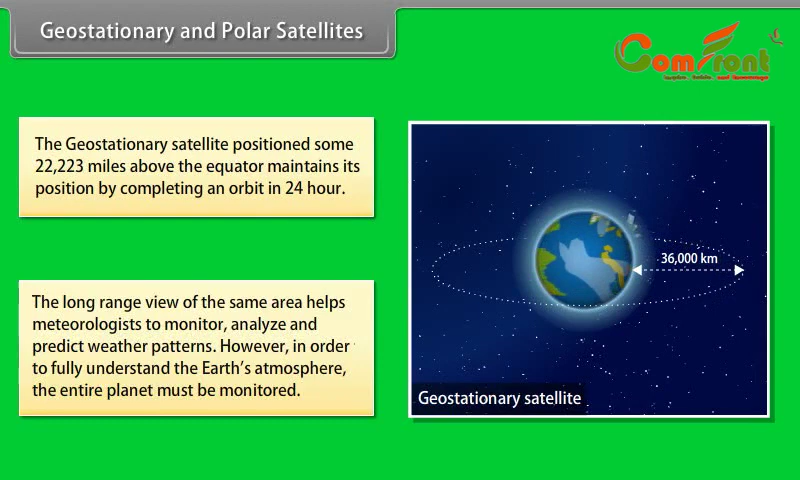 Geostationary and Polar Satellites
ComFront
The Geostationary satellite positioned some
22,223 miles above the equator maintains its
position by completing an orbit in 24 hour.
36,000 km
The long range view of the same area helps
meteorologists to monitor, analyze and
predict weather patterns. However, in order
to fully understand the Earth's atmosphere,
the entire planet must be monitored.
Geostationary satellite